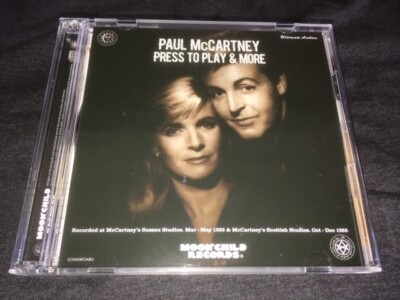 PAUL McCARTNEY
PRESS TO PLAY & MORE
Recorded at McCartney's Sussex Studios. Mar - May 1985 & McCartney's Scottish Studios. Oct - Dec 1985
MOONCHILD
RECORDS